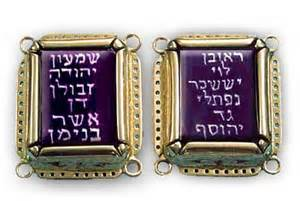 ראובן
לוי
יששכר
נפתלי
גד
יהוסף
שמעון
יהודה
זבולן
דן
אשר
בנימן